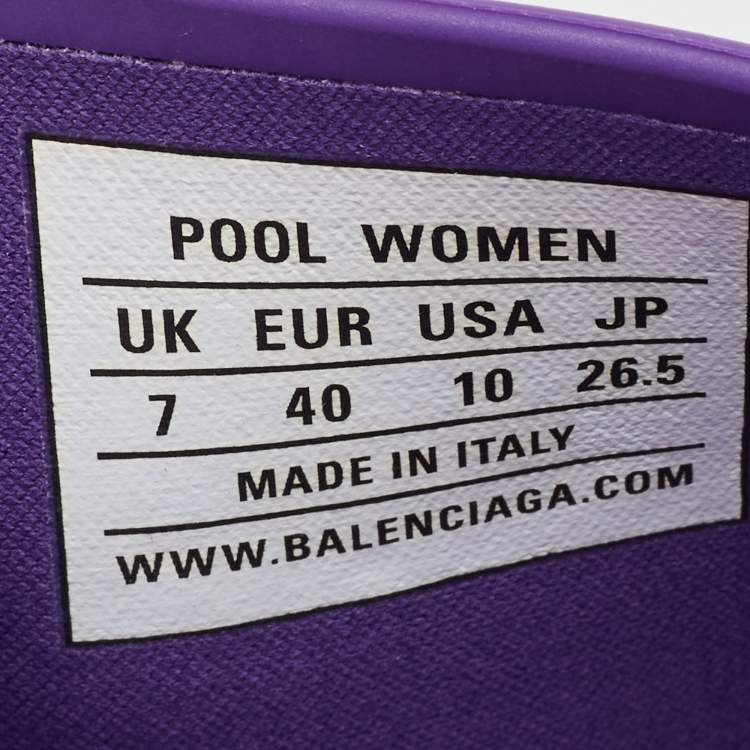 POOL WOMEN
UK EUR USA JP
7 40 10 26.5
MADE IN ITALY
WWW.BALENCIAGA.COM